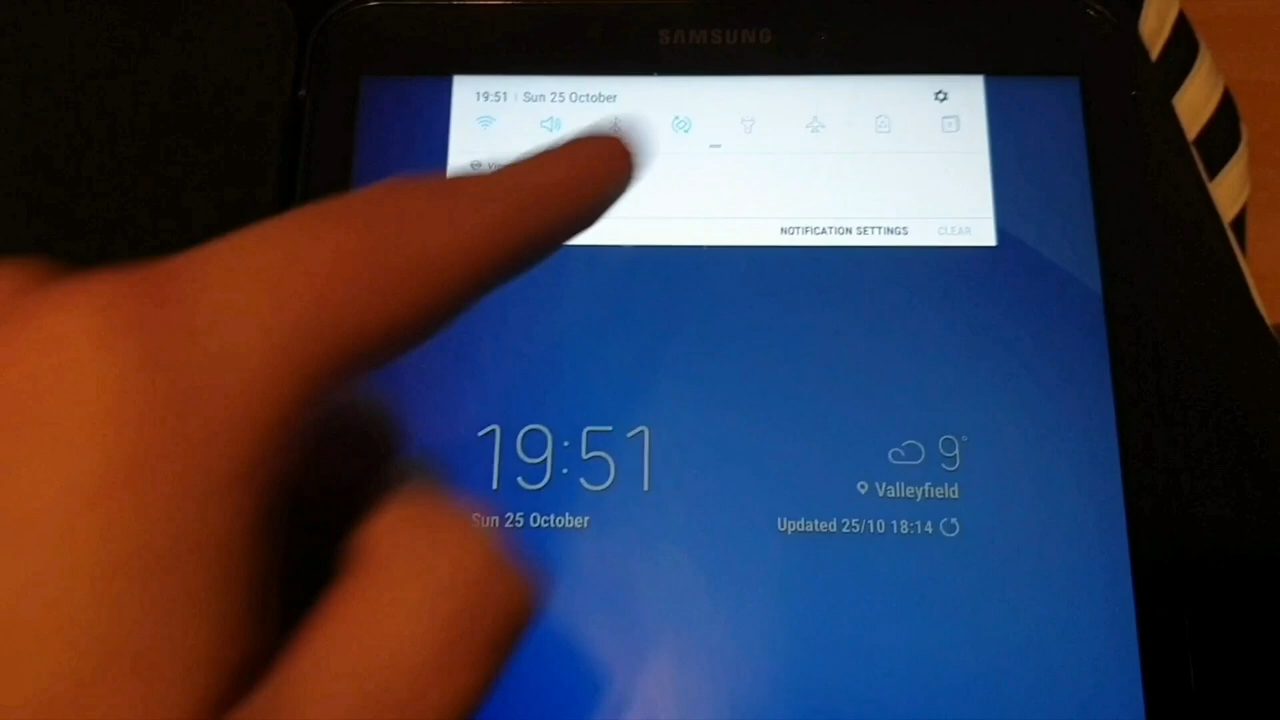 SAMSUNG
19:51 | Sun 25 October
NOTIFICATION SETTINGS CLEAR
19:51
Sun 25 October
9°
Valleyfield
Updated 25/10 18:14